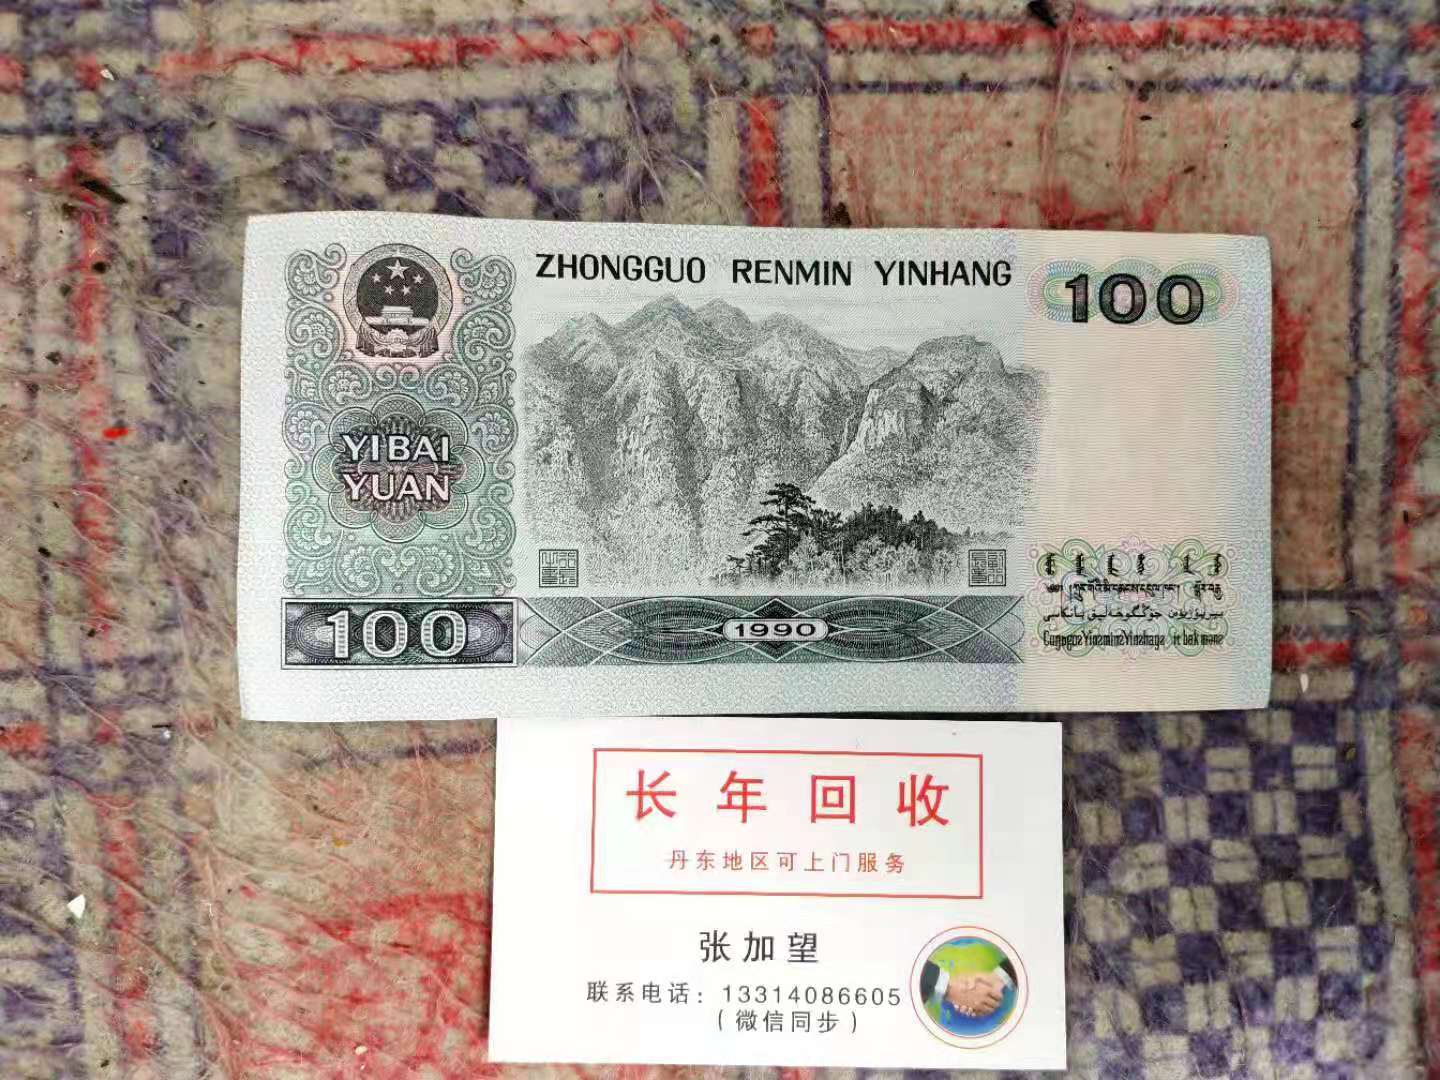 ZHONGGUO RENMIN YINHANG
100
YIBAI
YUAN
100
1990
长年回收
丹东地区可上门服务
张加望
联系电话：13314086605
（微信同步）